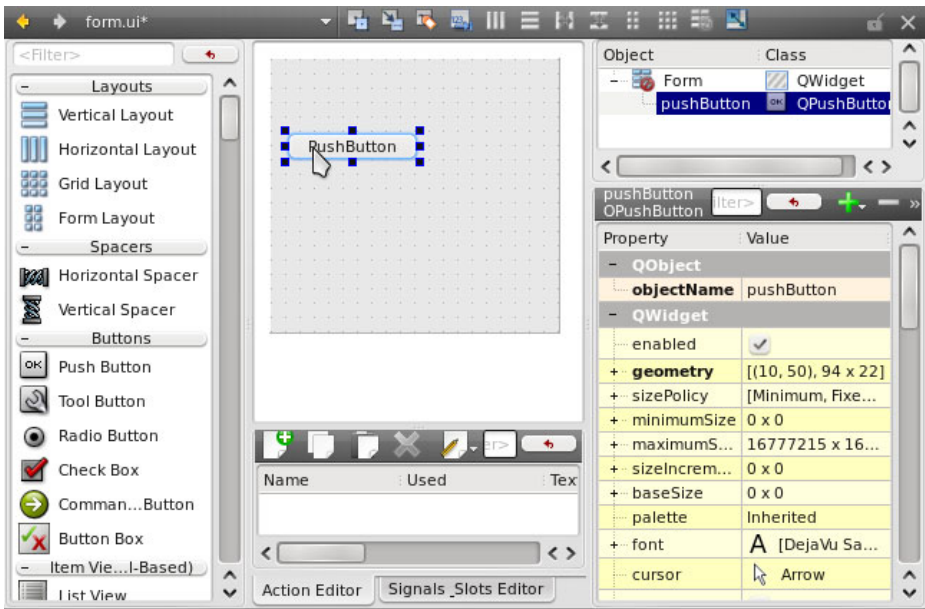 form.ui*
<Filter>
Layouts
Vertical Layout
Horizontal Layout
Grid Layout
Form Layout
Spacers
Horizontal Spacer
Vertical Spacer
Buttons
OK Push Button
Tool Button
Radio Button
Check Box
Comman...Button
Button Box
Item Vie...l-Based)
List View
PushButton
er>
Name Used Tex
Action Editor Signals_Slots Editor
Object Class
Form QWidget
pushButton OK QPushButto
pushButton
QPushButton
ilter>
Property Value
QObject
objectName pushButton
QWidget
enabled
geometry [(10, 50), 94 x 22]
sizePolicy [Minimum, Fixe...
minimumSize 0 x 0
maximumS... 16777215 x 16...
sizeIncrem... 0 x 0
baseSize 0 x 0
palette Inherited
font A [DejaVu Sa...
cursor Arrow